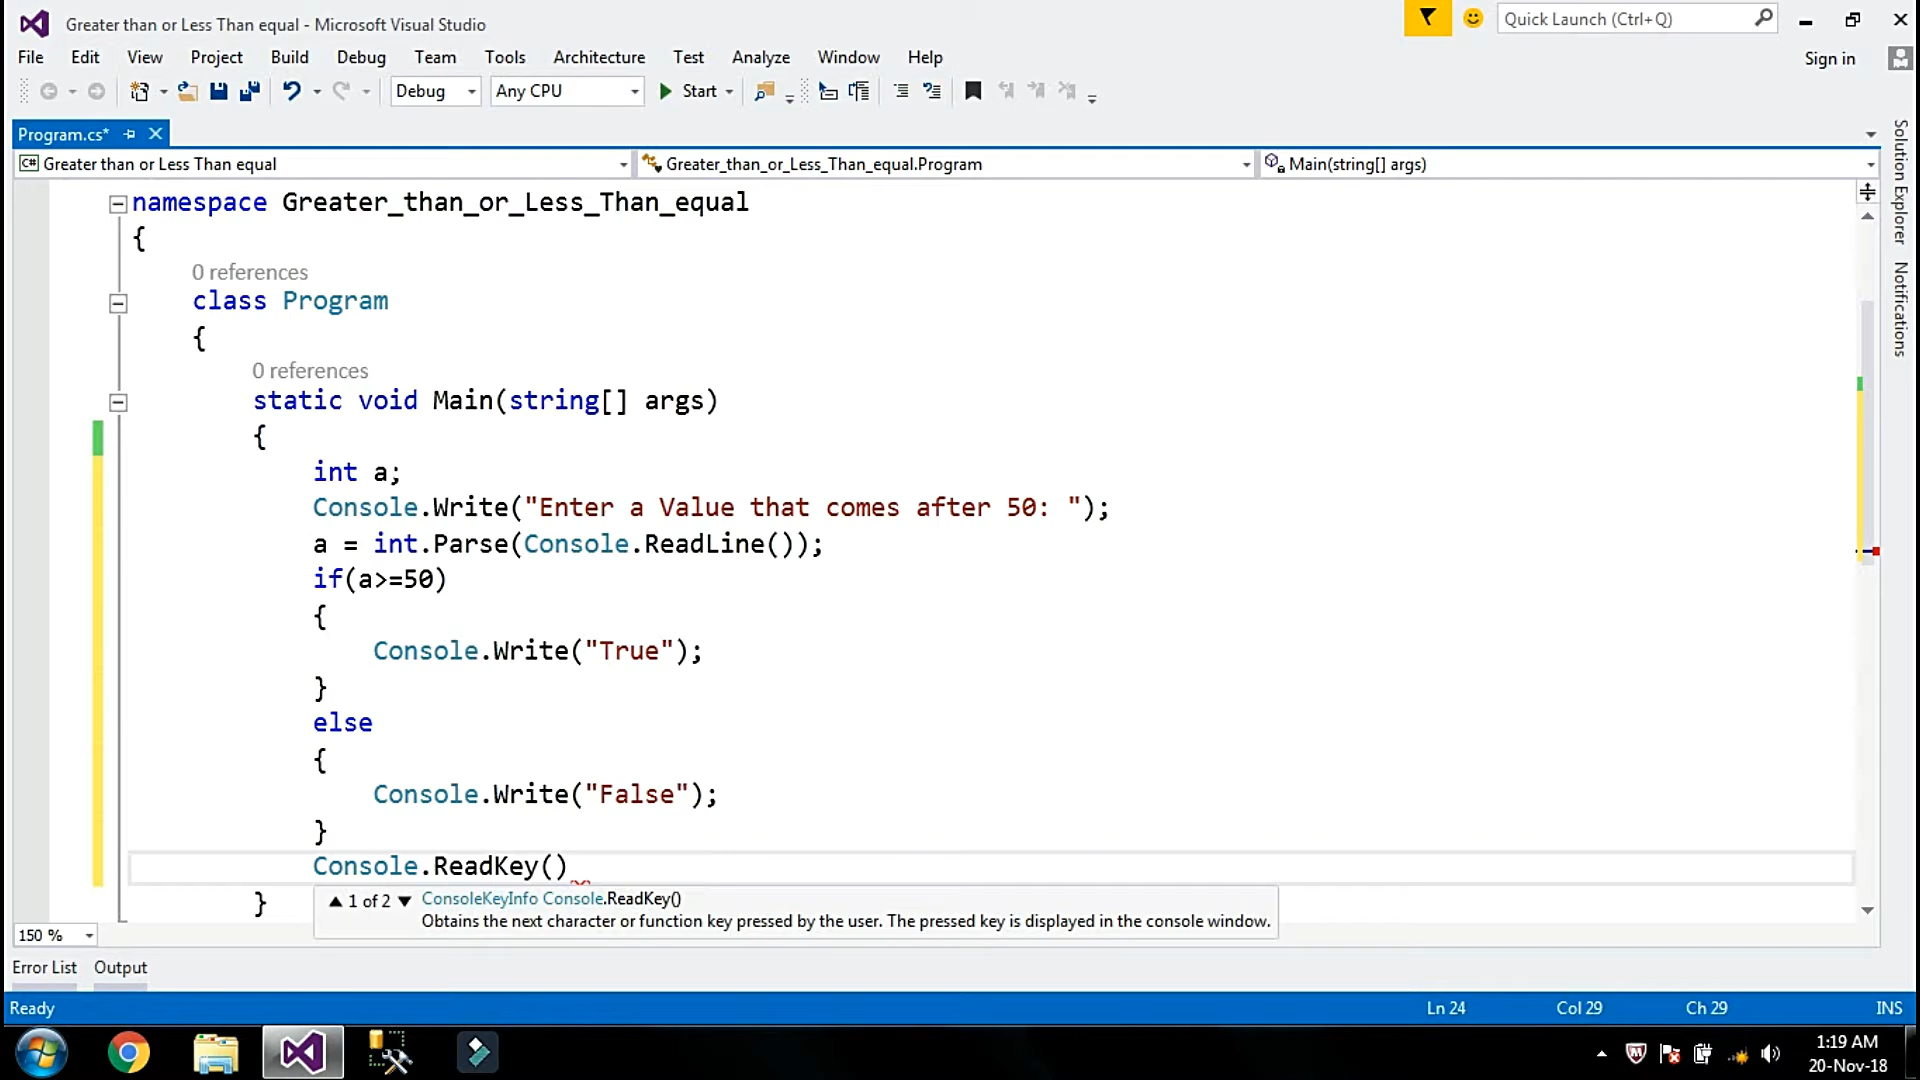 Greater than or Less Than equal - Microsoft Visual Studio
Quick Launch (Ctrl+Q)
File Edit View Project Build Debug Team Tools Architecture Test Analyze Window Help
Sign in
Debug Any CPU Start
Program.cs*
C# Greater than or Less Than equal
Greater_than_or_Less_Than_equal.Program
Main(string[] args)
Solution Explorer
Notifications
namespace Greater_than_or_Less_Than_equal
{
0 references
class Program
{
0 references
static void Main(string[] args)
{
int a;
Console.Write("Enter a Value that comes after 50: ");
a = int.Parse(Console.ReadLine());
if(a>=50)
{
Console.Write("True");
}
else
{
Console.Write("False");
}
Console.ReadKey()
}
1 of 2 ConsoleKeyInfo Console.ReadKey()
Obtains the next character or function key pressed by the user. The pressed key is displayed in the console window.
150 %
Error List Output
Ready
Ln 24 Col 29 Ch 29 INS
1:19 AM
20-Nov-18